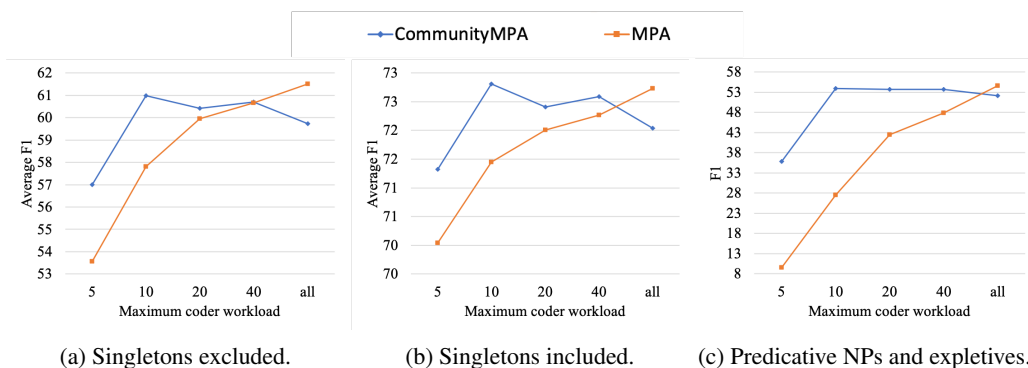 CommunityMPA MPA
62
61
60
58
57
56
54
53
Average F1
5 10 20 40 all
Maximum coder workload
(a) Singletons excluded.
73
73
72
72
71
71
70
70
Average F1
5 10 20 40 all
Maximum coder workload
(b) Singletons included.
58
53
48
43
38
33
28
23
18
13
8
F1
5 10 20 40 all
Maximum coder workload
(c) Predicative NPs and expletives.